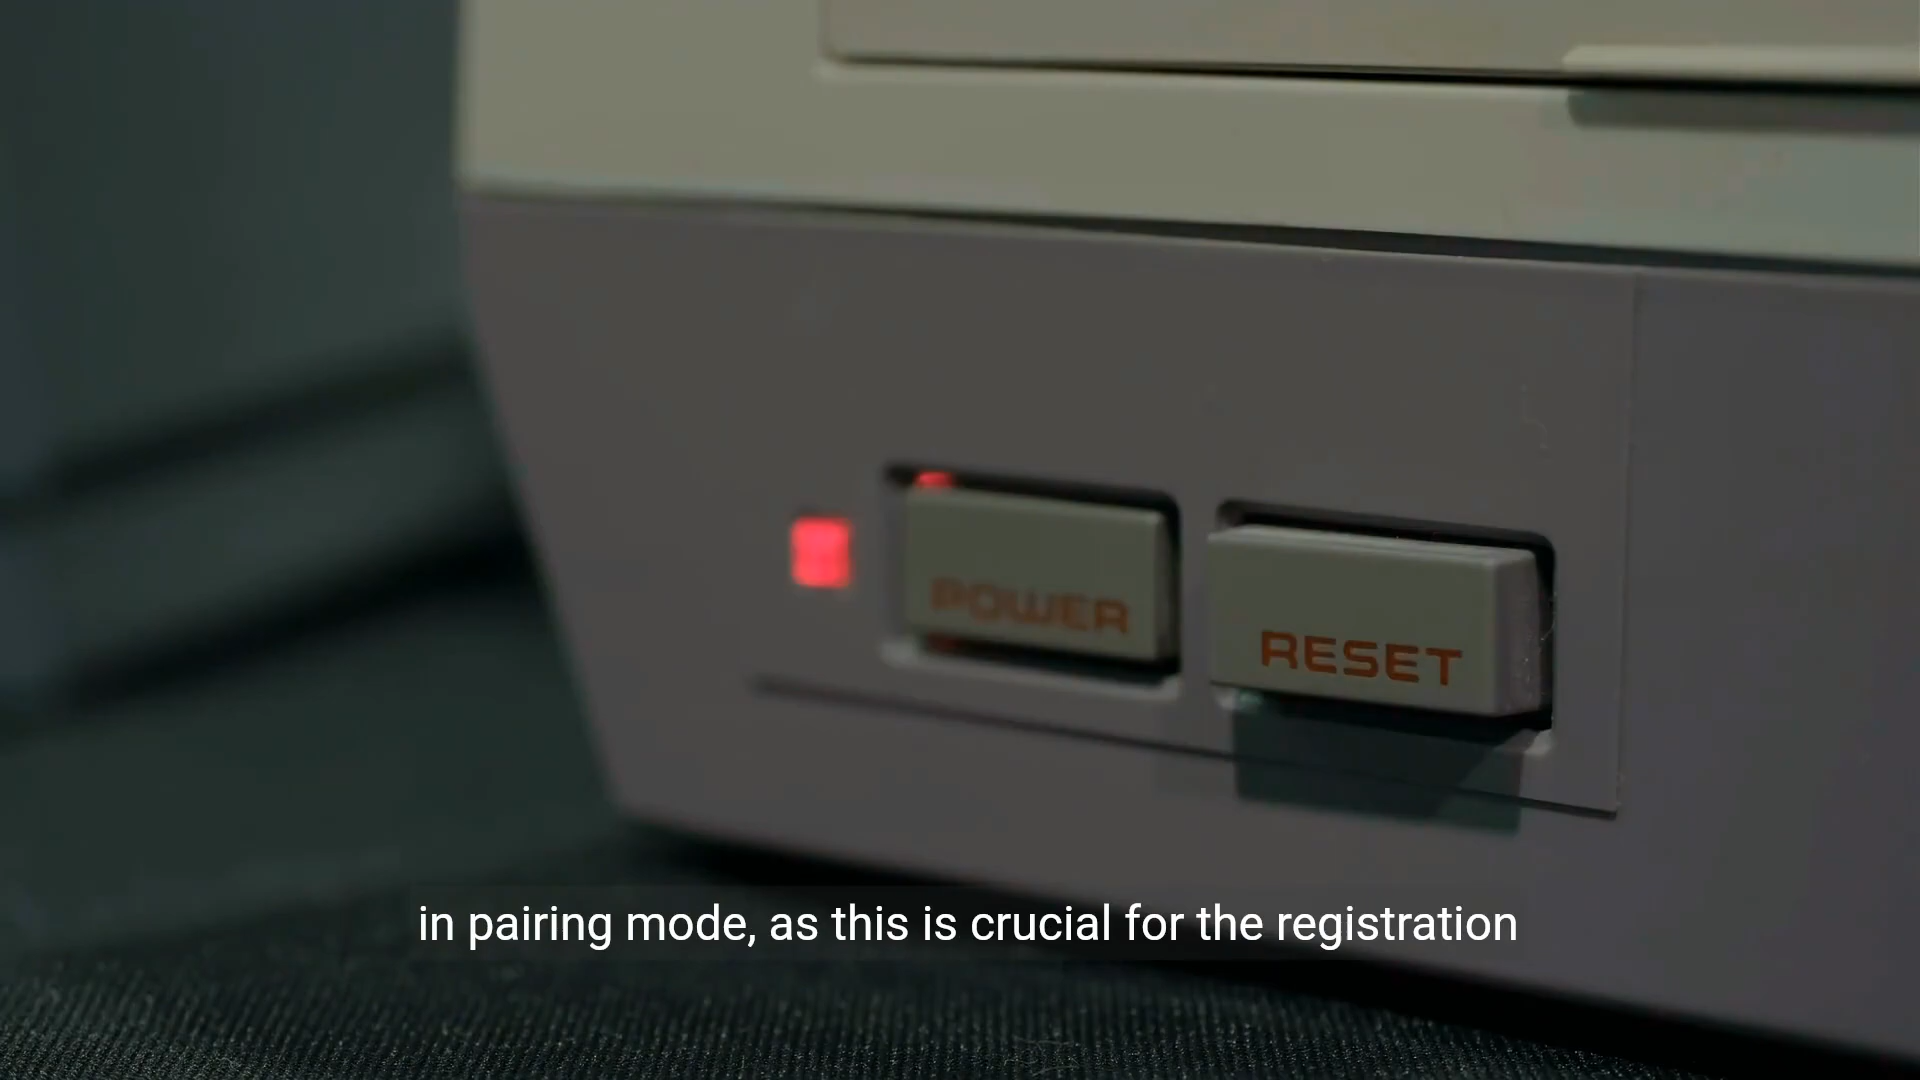 POWER
RESET
in pairing mode, as this is crucial for the registration